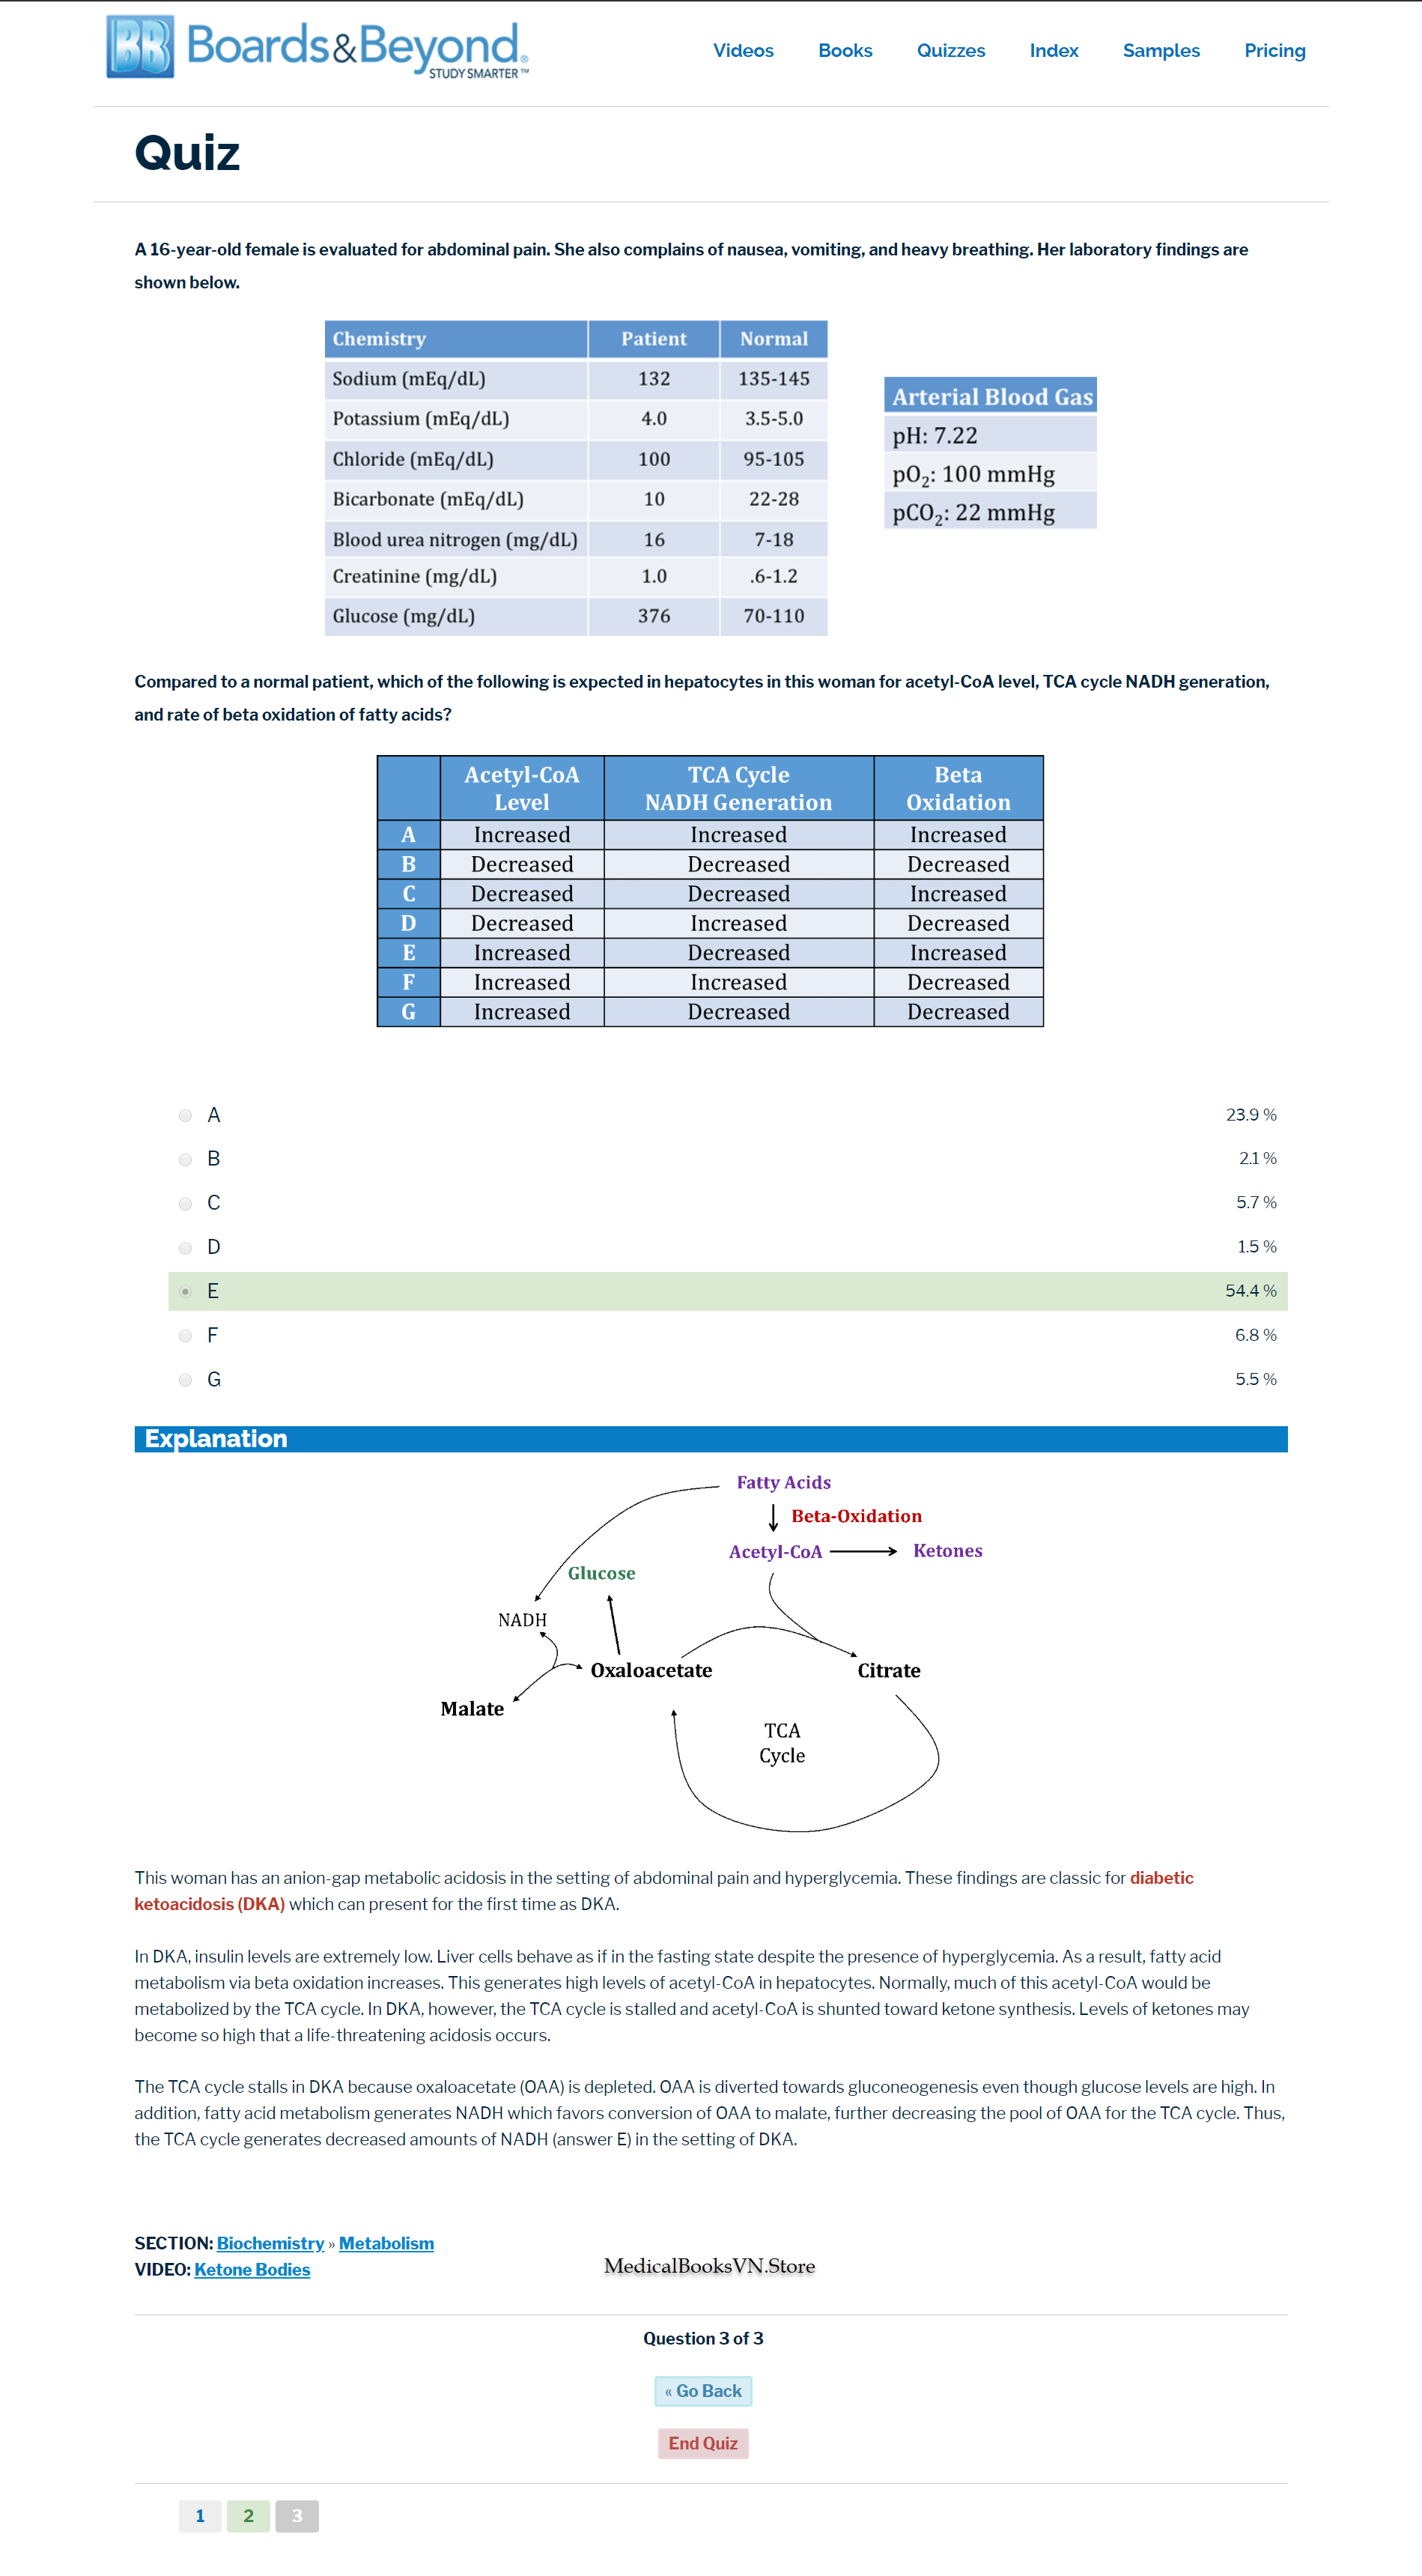 BB Boards&Beyond®
STUDY SMARTER™
Videos Books Quizzes Index Samples Pricing
Quiz
A 16-year-old female is evaluated for abdominal pain. She also complains of nausea, vomiting, and heavy breathing. Her laboratory findings are
shown below.
Chemistry Patient Normal
Sodium (mEq/dL) 132 135-145
Potassium (mEq/dL) 4.0 3.5-5.0
Chloride (mEq/dL) 100 95-105
Bicarbonate (mEq/dL) 10 22-28
Blood urea nitrogen (mg/dL) 16 7-18
Creatinine (mg/dL) 1.0 .6-1.2
Glucose (mg/dL) 376 70-110
Arterial Blood Gas
pH: 7.22
pO₂: 100 mmHg
pCO₂: 22 mmHg
Compared to a normal patient, which of the following is expected in hepatocytes in this woman for acetyl-CoA level, TCA cycle NADH generation,
and rate of beta oxidation of fatty acids?
Acetyl-CoA TCA Cycle Beta
Level NADH Generation Oxidation
A Increased Increased Increased
B Decreased Decreased Decreased
C Decreased Decreased Increased
D Decreased Increased Decreased
E Increased Decreased Increased
F Increased Increased Decreased
G Increased Decreased Decreased
A 23.9 %
B 2.1 %
C 5.7 %
D 1.5 %
E 54.4 %
F 6.8 %
G 5.5 %
Explanation
Fatty Acids
Beta-Oxidation
Acetyl-CoA Ketones
Glucose
NADH
Oxaloacetate Citrate
Malate
TCA
Cycle
This woman has an anion-gap metabolic acidosis in the setting of abdominal pain and hyperglycemia. These findings are classic for diabetic
ketoacidosis (DKA) which can present for the first time as DKA.
In DKA, insulin levels are extremely low. Liver cells behave as if in the fasting state despite the presence of hyperglycemia. As a result, fatty acid
metabolism via beta oxidation increases. This generates high levels of acetyl-CoA in hepatocytes. Normally, much of this acetyl-CoA would be
metabolized by the TCA cycle. In DKA, however, the TCA cycle is stalled and acetyl-CoA is shunted toward ketone synthesis. Levels of ketones may
become so high that a life-threatening acidosis occurs.
The TCA cycle stalls in DKA because oxaloacetate (OAA) is depleted. OAA is diverted towards gluconeogenesis even though glucose levels are high. In
addition, fatty acid metabolism generates NADH which favors conversion of OAA to malate, further decreasing the pool of OAA for the TCA cycle. Thus,
the TCA cycle generates decreased amounts of NADH (answer E) in the setting of DKA.
SECTION: Biochemistry » Metabolism
VIDEO: Ketone Bodies
MedicalBooksVN.Store
Question 3 of 3
« Go Back
End Quiz
1 2 3